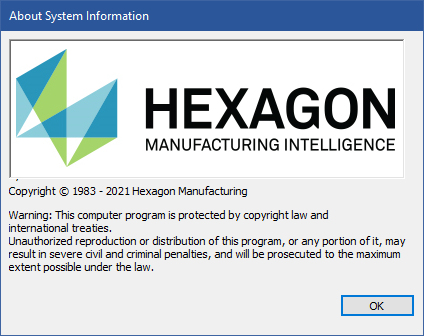 About System Information
HEXAGON
MANUFACTURING INTELLIGENCE
Copyright © 1983 - 2021 Hexagon Manufacturing
Warning: This computer program is protected by copyright law and
international treaties.
Unauthorized reproduction or distribution of this program, or any portion of it, may
result in severe civil and criminal penalties, and will be prosecuted to the maximum
extent possible under the law.
OK